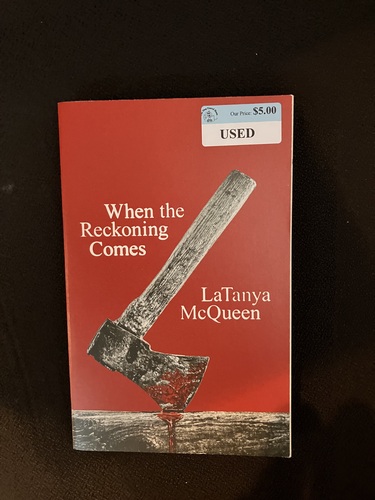 Our Price: $5.00
USED
When the
Reckoning
Comes
LaTanya
McQueen